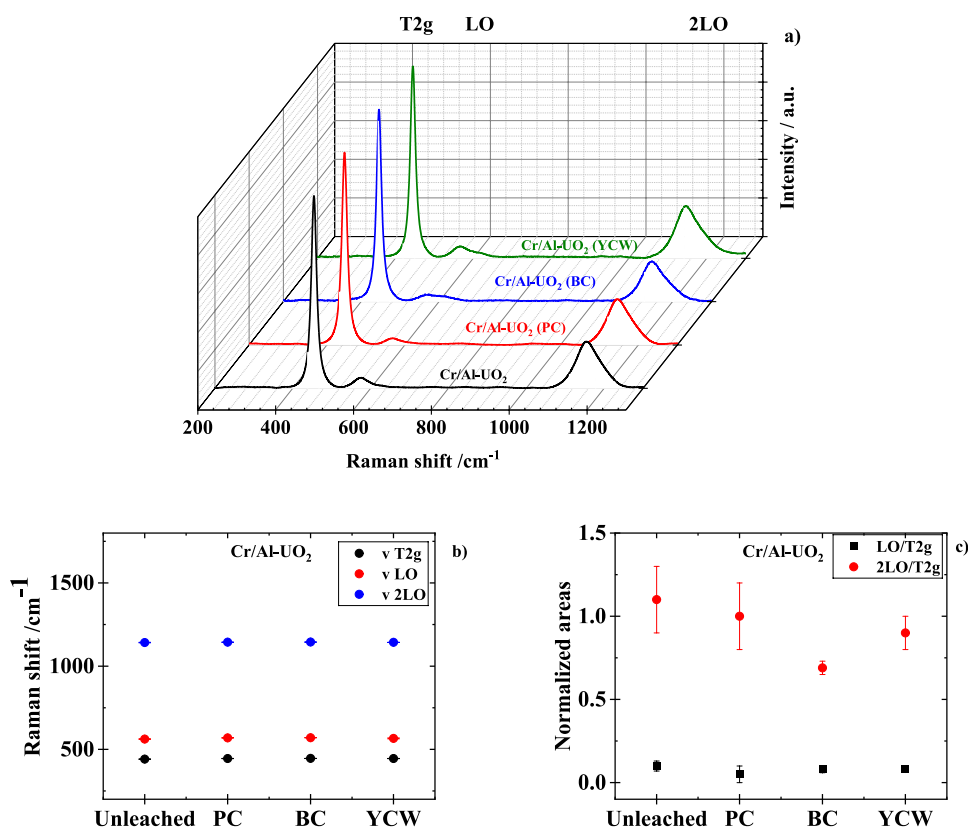 T2g LO 2LO a)
Intensity / a.u.
Cr/Al-UO₂ (YCW)
Cr/Al-UO₂ (BC)
Cr/Al-UO₂ (PC)
Cr/Al-UO₂
200 400 600 800 1000 1200
Raman shift /cm⁻¹
Cr/Al-UO₂ b)
v T2g
v LO
v 2LO
1500
1000
500
Raman shift /cm⁻¹
Unleached PC BC YCW
Cr/Al-UO₂ c)
LO/T2g
2LO/T2g
1.5
1.0
0.5
0.0
Normalized areas
Unleached PC BC YCW